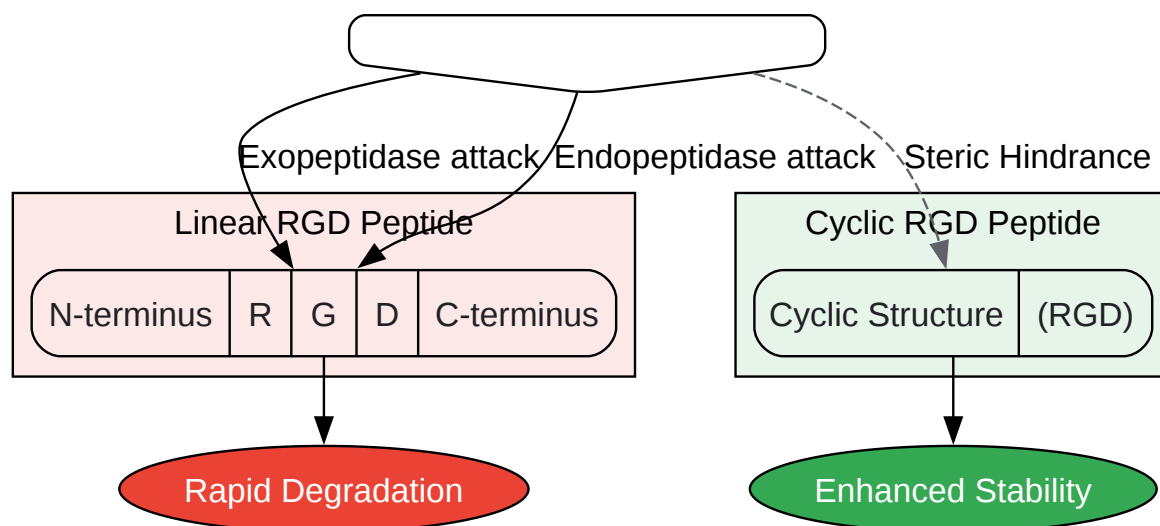 Exopeptidase attack Endopeptidase attack Steric Hindrance
Linear RGD Peptide
Cyclic RGD Peptide
N-terminus R G D C-terminus
Cyclic Structure (RGD)
Rapid Degradation
Enhanced Stability